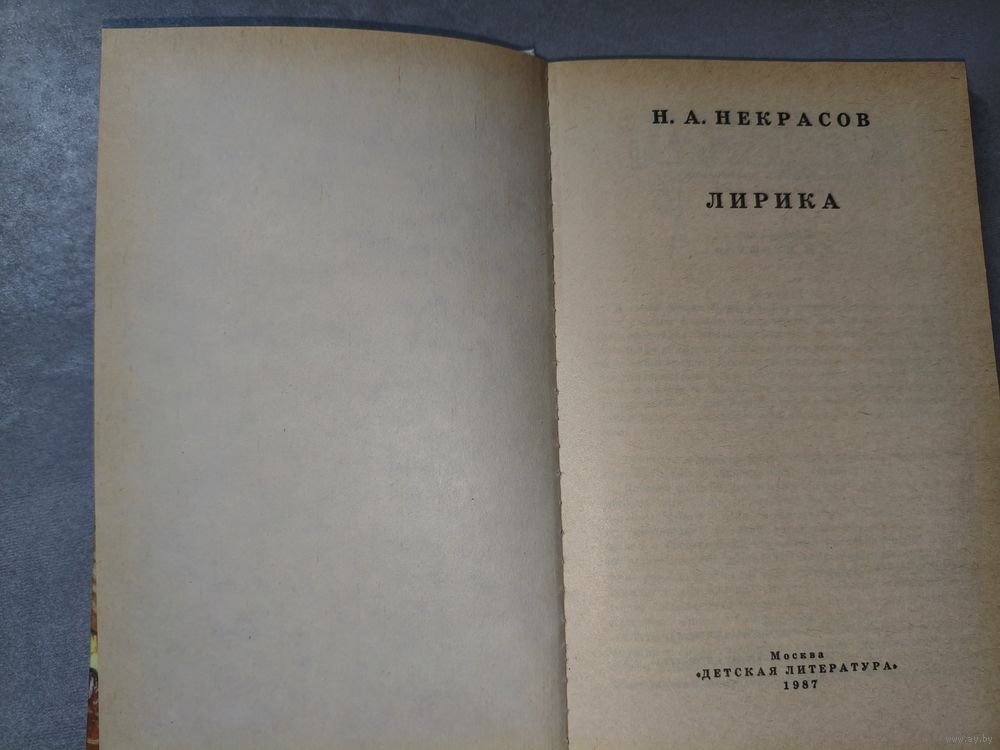 Н. А. НЕКРАСОВ
ЛИРИКА
Москва
«ДЕТСКАЯ ЛИТЕРАТУРА»
1987
www.ay.by